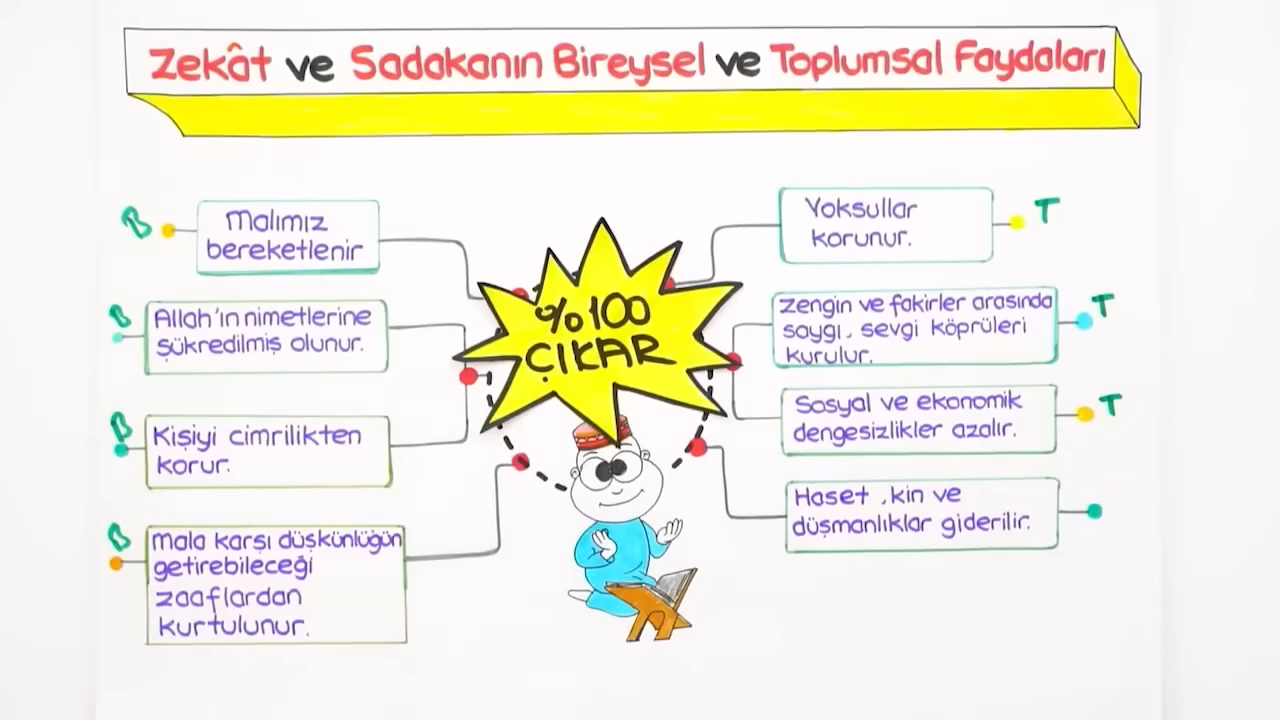 Zekât ve Sadakanın Bireysel ve Toplumsal Faydaları
B
Malımız
bereketlenir
B
Allah'ın nimetlerine
şükredilmiş olunur.
B
Kişiyi cimrilikten
korur.
B
Mala karşı düşkünlüğün
getirebileceği
zaaflardan
kurtulunur.
%100
ÇIKAR
Yoksullar
korunur.
T
Zengin ve fakirler arasında
saygı, sevgi köprüleri
kurulur.
T
Sosyal ve ekonomik
dengesizlikler azalır.
T
Haset, kin ve
düşmanlıklar giderilir.